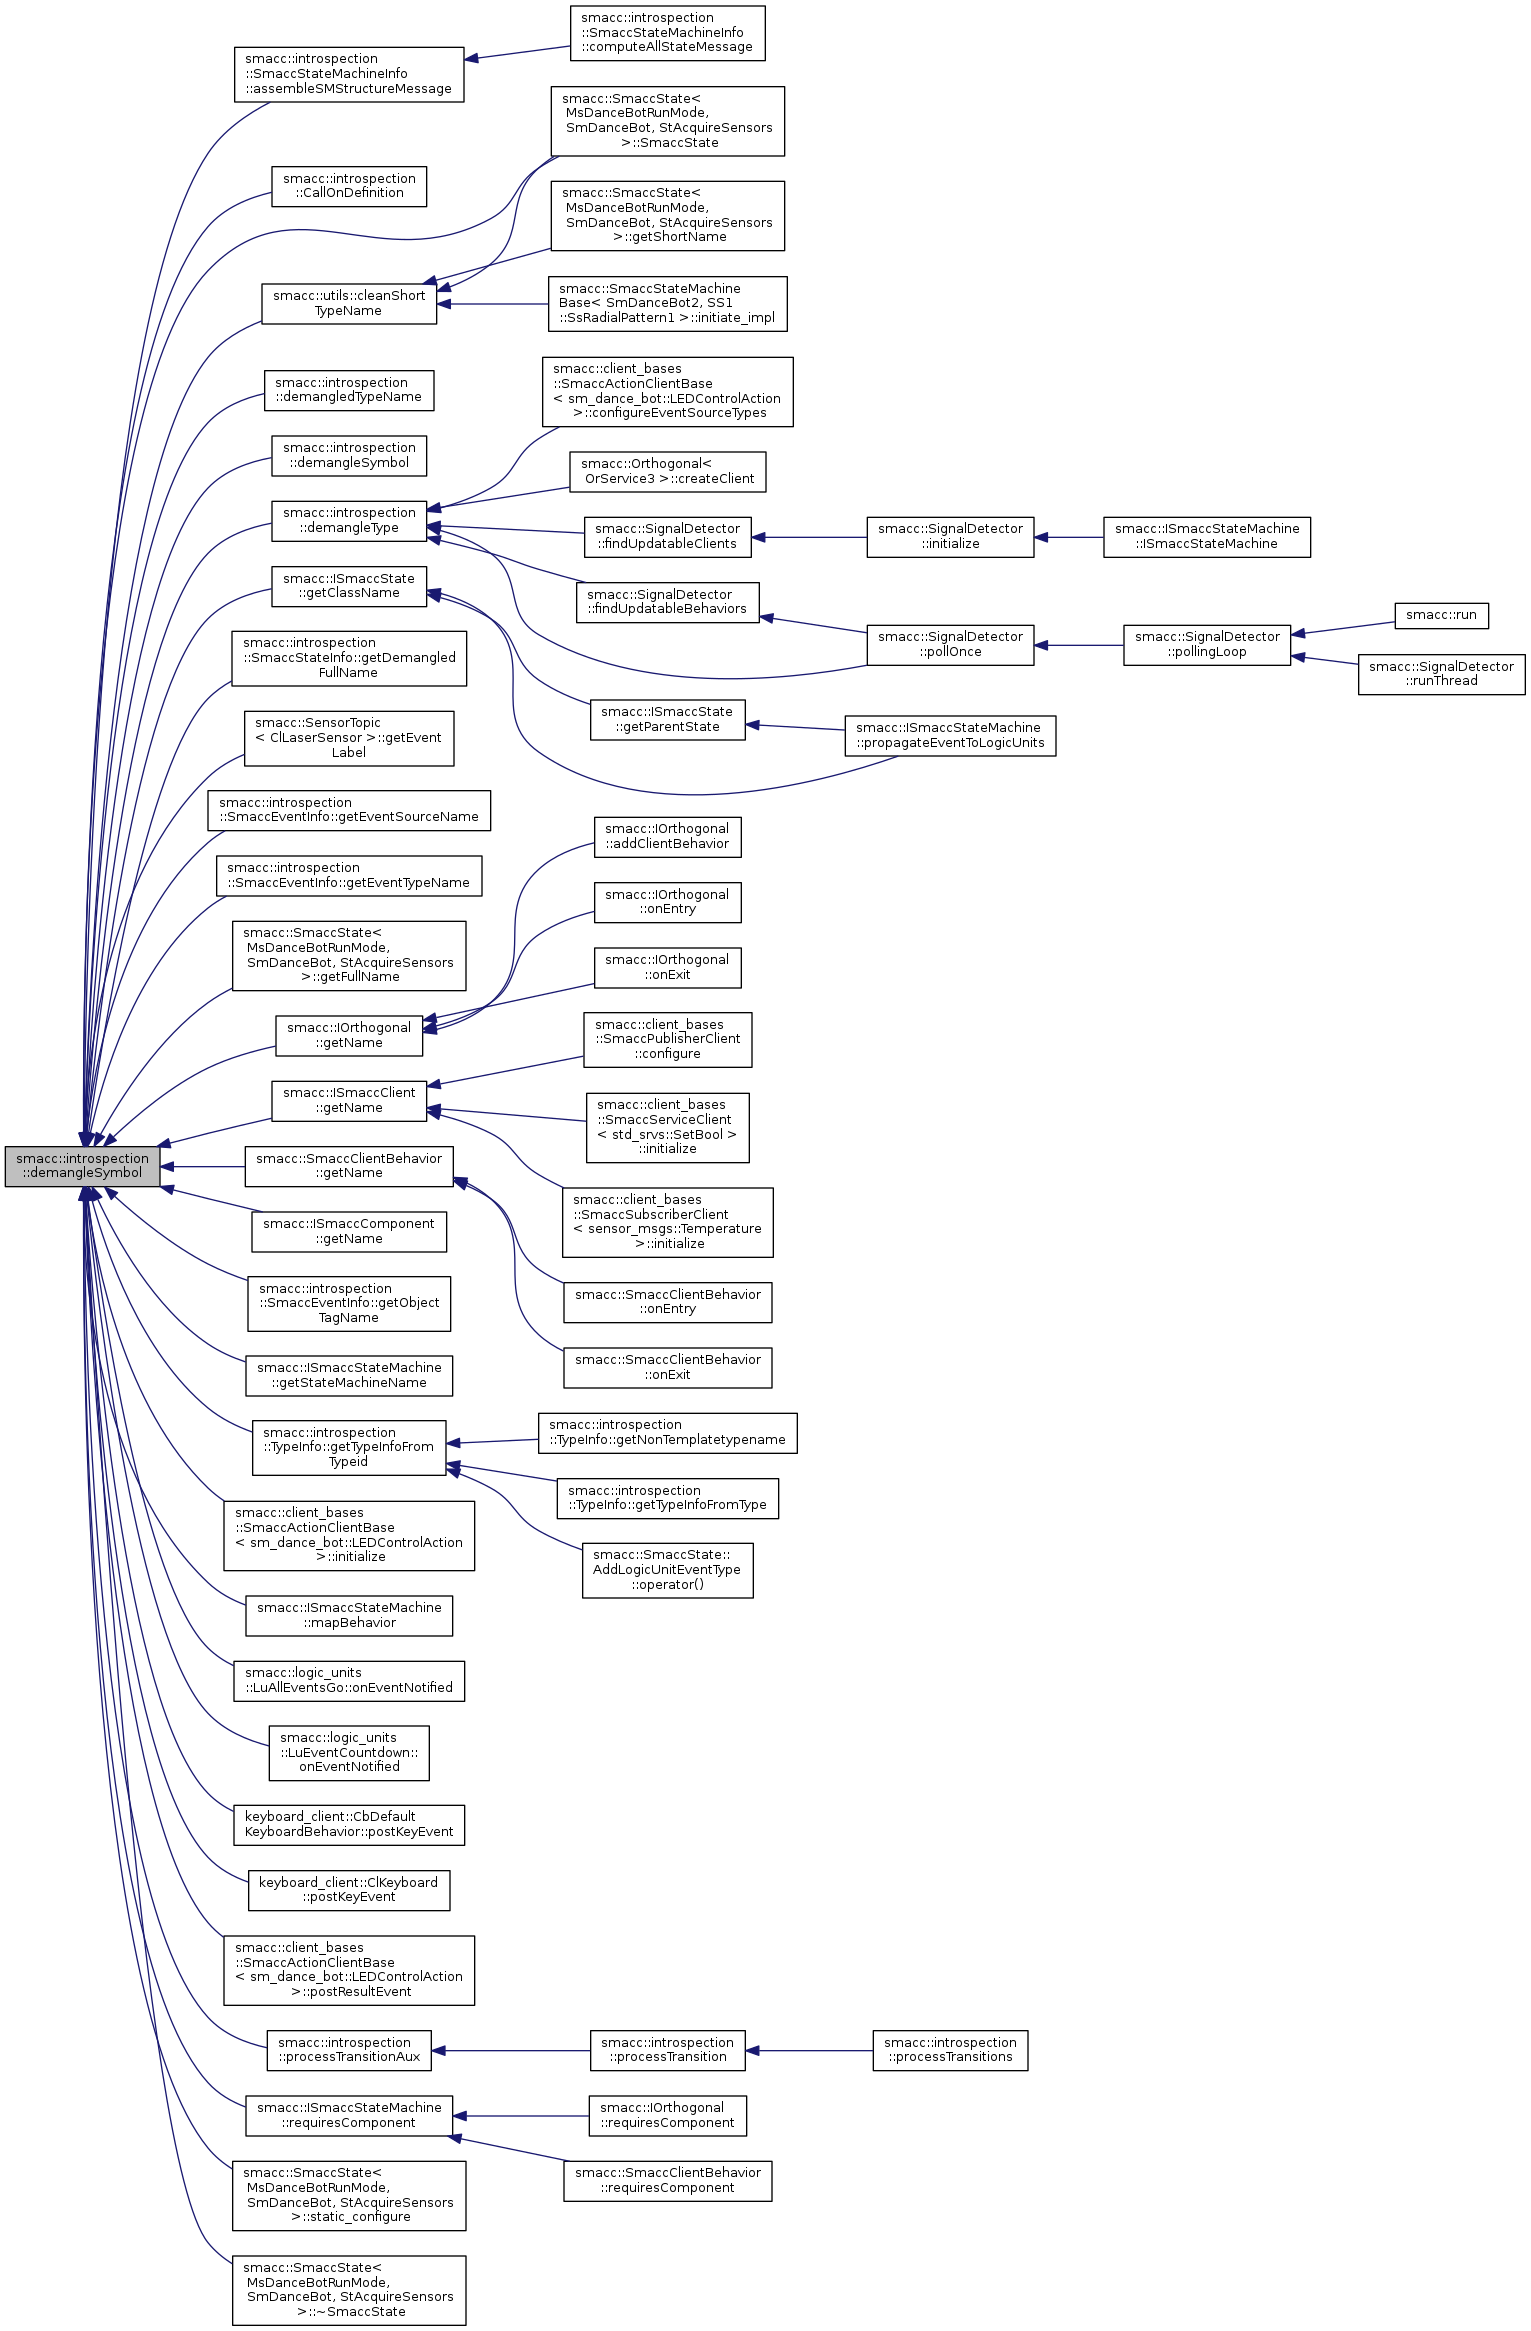 smacc::introspection
::SmaccStateMachineInfo
::computeAllStateMessage
smacc::introspection
::SmaccStateMachineInfo
::assembleSMStructureMessage
smacc::SmaccState<
MsDanceBotRunMode,
SmDanceBot, StAcquireSensors
>::SmaccState
smacc::introspection
::CallOnDefinition
smacc::SmaccState<
MsDanceBotRunMode,
SmDanceBot, StAcquireSensors
>::getShortName
smacc::utils::cleanShort
TypeName
smacc::SmaccStateMachine
Base< SmDanceBot2, SS1
::SsRadialPattern1 >::initiate_impl
smacc::introspection
::demangledTypeName
smacc::client_bases
::SmaccActionClientBase
< sm_dance_bot::LEDControlAction
>::configureEventSourceTypes
smacc::introspection
::demangleSymbol
smacc::Orthogonal<
OrService3 >::createClient
smacc::introspection
::demangleType
smacc::SignalDetector
::findUpdatableClients
smacc::SignalDetector
::initialize
smacc::ISmaccStateMachine
::ISmaccStateMachine
smacc::ISmaccState
::getClassName
smacc::SignalDetector
::findUpdatableBehaviors
smacc::run
smacc::SignalDetector
::pollOnce
smacc::SignalDetector
::pollingLoop
smacc::introspection
::SmaccStateInfo::getDemangled
FullName
smacc::SignalDetector
::runThread
smacc::ISmaccState
::getParentState
smacc::ISmaccStateMachine
::propagateEventToLogicUnits
smacc::SensorTopic
< ClLaserSensor >::getEvent
Label
smacc::introspection
::SmaccEventInfo::getEventSourceName
smacc::IOrthogonal
::addClientBehavior
smacc::introspection
::SmaccEventInfo::getEventTypeName
smacc::IOrthogonal
::onEntry
smacc::SmaccState<
MsDanceBotRunMode,
SmDanceBot, StAcquireSensors
>::getFullName
smacc::IOrthogonal
::onExit
smacc::IOrthogonal
::getName
smacc::client_bases
::SmaccPublisherClient
::configure
smacc::ISmaccClient
::getName
smacc::client_bases
::SmaccServiceClient
< std_srvs::SetBool >
::initialize
smacc::introspection
::demangleSymbol
smacc::SmaccClientBehavior
::getName
smacc::client_bases
::SmaccSubscriberClient
< sensor_msgs::Temperature
>::initialize
smacc::ISmaccComponent
::getName
smacc::introspection
::SmaccEventInfo::getObject
TagName
smacc::SmaccClientBehavior
::onEntry
smacc::ISmaccStateMachine
::getStateMachineName
smacc::SmaccClientBehavior
::onExit
smacc::introspection
::TypeInfo::getTypeInfoFrom
Typeid
smacc::introspection
::TypeInfo::getNonTemplatetypename
smacc::introspection
::TypeInfo::getTypeInfoFromType
smacc::client_bases
::SmaccActionClientBase
< sm_dance_bot::LEDControlAction
>::initialize
smacc::SmaccState::
AddLogicUnitEventType
::operator()
smacc::ISmaccStateMachine
::mapBehavior
smacc::logic_units
::LuAllEventsGo::onEventNotified
smacc::logic_units
::LuEventCountdown::
onEventNotified
keyboard_client::CbDefault
KeyboardBehavior::postKeyEvent
keyboard_client::ClKeyboard
::postKeyEvent
smacc::client_bases
::SmaccActionClientBase
< sm_dance_bot::LEDControlAction
>::postResultEvent
smacc::introspection
::processTransitionAux
smacc::introspection
::processTransition
smacc::introspection
::processTransitions
smacc::ISmaccStateMachine
::requiresComponent
smacc::IOrthogonal
::requiresComponent
smacc::SmaccClientBehavior
::requiresComponent
smacc::SmaccState<
MsDanceBotRunMode,
SmDanceBot, StAcquireSensors
>::static_configure
smacc::SmaccState<
MsDanceBotRunMode,
SmDanceBot, StAcquireSensors
>::~SmaccState